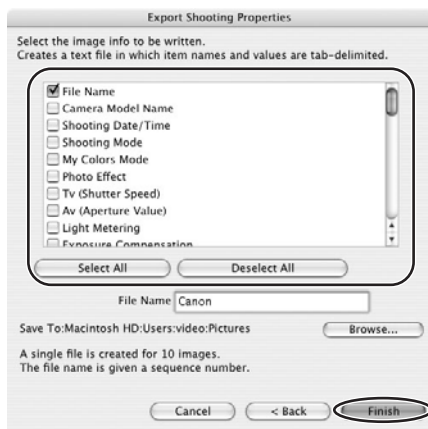 Export Shooting Properties
Select the image info to be written.
Creates a text file in which item names and values are tab-delimited.
File Name
Camera Model Name
Shooting Date/Time
Shooting Mode
My Colors Mode
Photo Effect
Tv (Shutter Speed)
Av (Aperture Value)
Light Metering
Exposure Compensation
Select All Deselect All
File Name Canon
Save To:Macintosh HD:Users:video:Pictures Browse...
A single file is created for 10 images.
The file name is given a sequence number.
Cancel < Back Finish